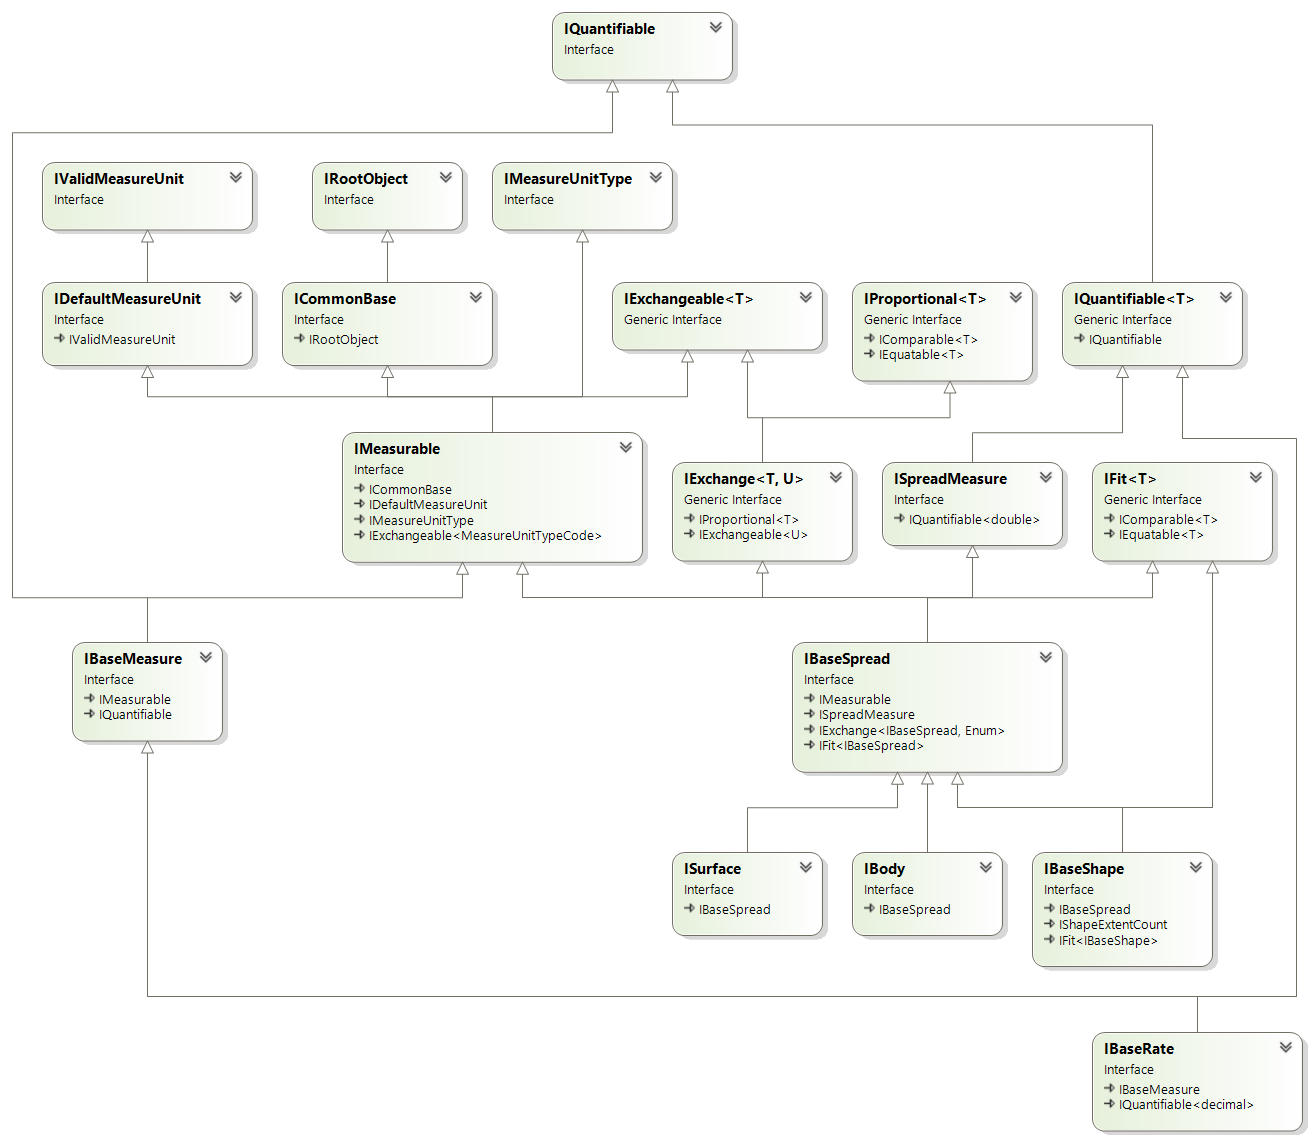 IQuantifiable
Interface
IValidMeasureUnit
Interface
IRootObject
Interface
IMeasureUnitType
Interface
IDefaultMeasureUnit
Interface
IValidMeasureUnit
ICommonBase
Interface
IRootObject
IExchangeable<T>
Generic Interface
IProportional<T>
Generic Interface
IComparable<T>
IEquatable<T>
IQuantifiable<T>
Generic Interface
IQuantifiable
IMeasurable
Interface
ICommonBase
IDefaultMeasureUnit
IMeasureUnitType
IExchangeable<MeasureUnitTypeCode>
IExchange<T, U>
Generic Interface
IProportional<T>
IExchangeable<U>
ISpreadMeasure
Interface
IQuantifiable<double>
IFit<T>
Generic Interface
IComparable<T>
IEquatable<T>
IBaseMeasure
Interface
IMeasurable
IQuantifiable
IBaseSpread
Interface
IMeasurable
ISpreadMeasure
IExchange<IBaseSpread, Enum>
IFit<IBaseSpread>
ISurface
Interface
IBaseSpread
IBody
Interface
IBaseSpread
IBaseShape
Interface
IBaseSpread
IShapeExtentCount
IFit<IBaseShape>
IBaseRate
Interface
IBaseMeasure
IQuantifiable<decimal>